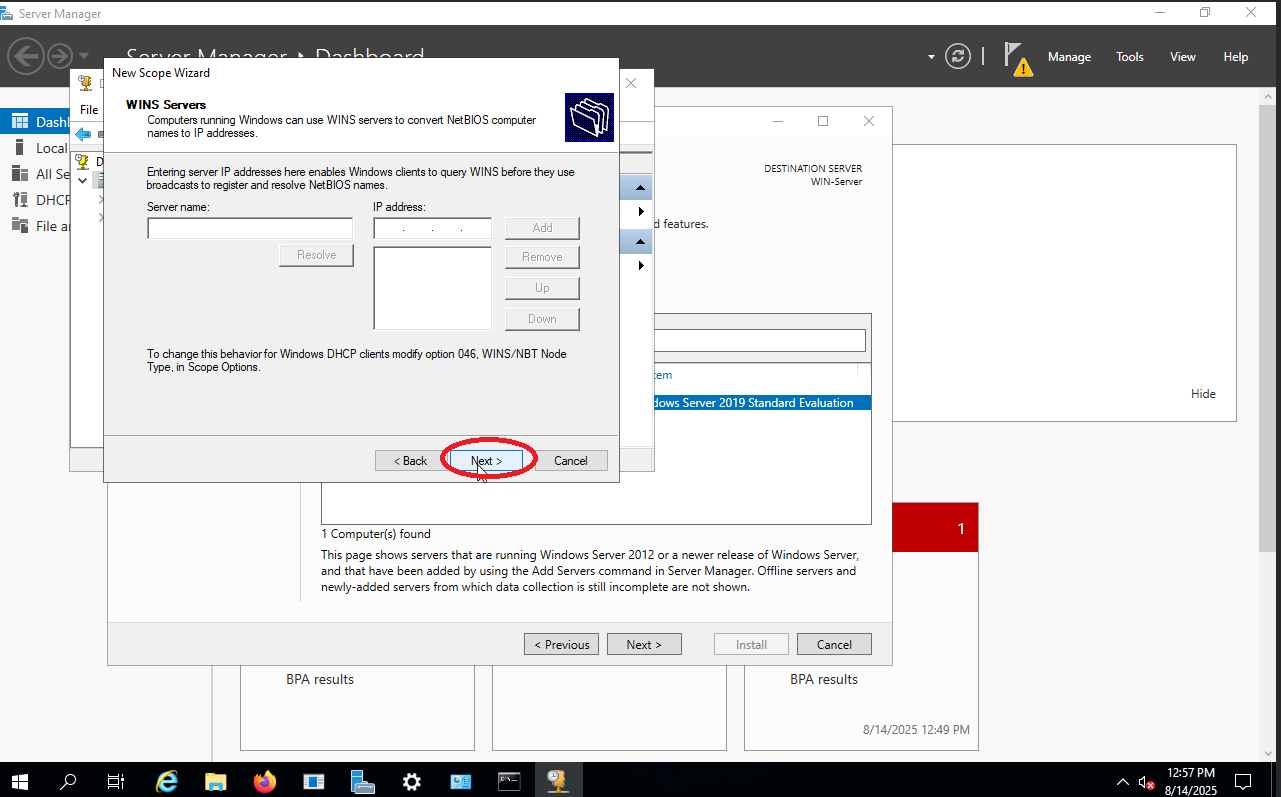 Server Manager
Server Manager • Dashboard
Manage Tools View Help
New Scope Wizard
File
WINS Servers
Computers running Windows can use WINS servers to convert NetBIOS computer
names to IP addresses.
Entering server IP addresses here enables Windows clients to query WINS before they use
broadcasts to register and resolve NetBIOS names.
Server name:
IP address:
. . .
Add
Resolve
Remove
Up
Down
To change this behavior for Windows DHCP clients modify option 046, WINS/NBT Node
Type, in Scope Options.
< Back
Next >
Cancel
Dashb
Local
All Se
DHCP
File a
D
DESTINATION SERVER
WIN-Server
d features.
tem
dows Server 2019 Standard Evaluation
Hide
1 Computer(s) found
This page shows servers that are running Windows Server 2012 or a newer release of Windows Server,
and that have been added by using the Add Servers command in Server Manager. Offline servers and
newly-added servers from which data collection is still incomplete are not shown.
< Previous
Next >
Install
Cancel
1
BPA results
BPA results
8/14/2025 12:49 PM
12:57 PM
8/14/2025